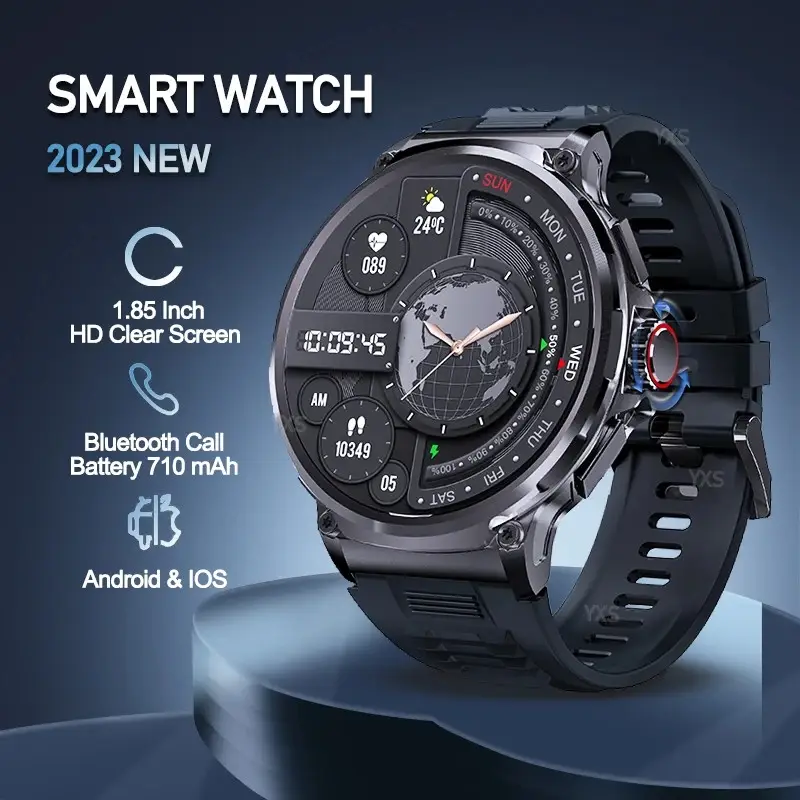 SMART WATCH
2023 NEW
1.85 Inch
HD Clear Screen
Bluetooth Call
Battery 710 mAh
Android & IOS
24°C
089
10:09:45
AM
10349
05
SUN
MON
TUE
WED
THU
FRI
SAT
0%
10%
20%
30%
40%
50%
60%
70%
80%
90%
100%
YXS
YXS
YXS
YXS